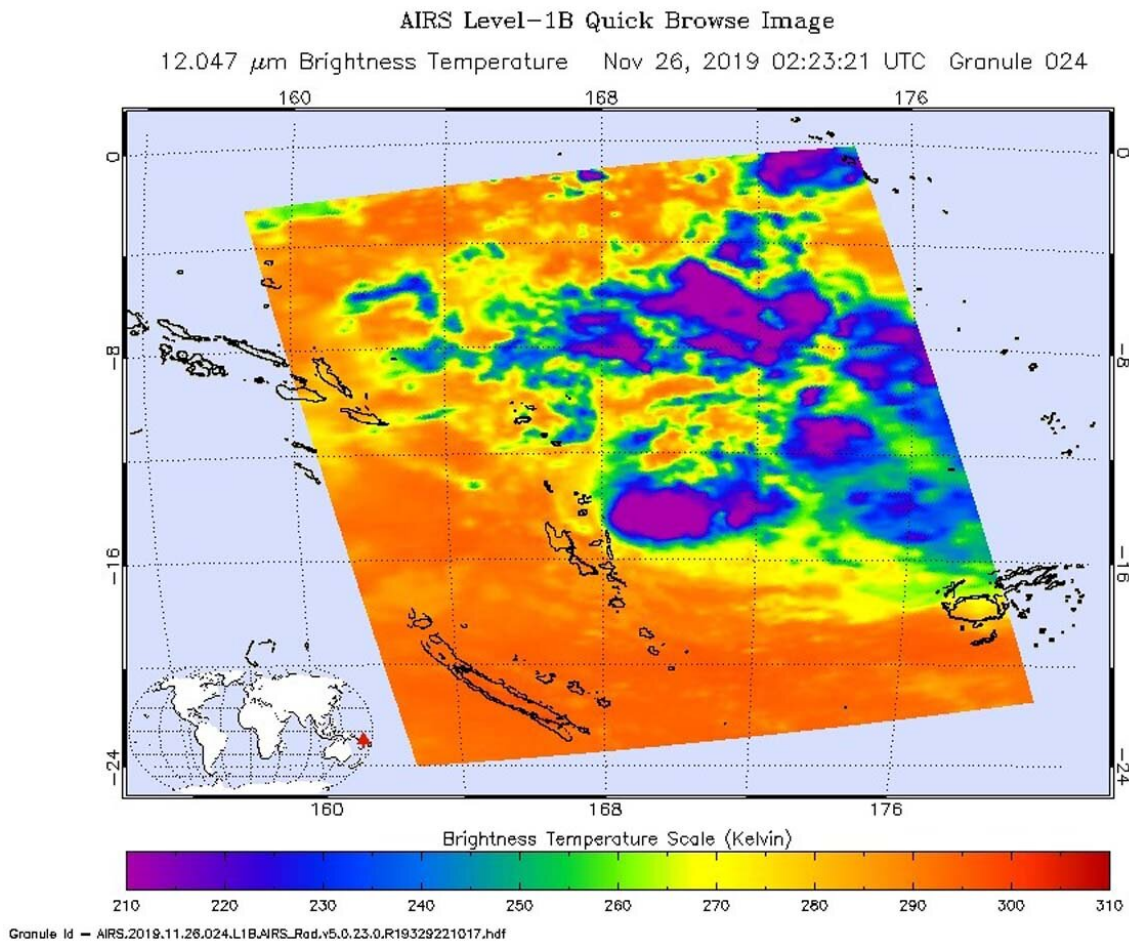 AIRS Level-1B Quick Browse Image
12.047 μm Brightness Temperature Nov 26, 2019 02:23:21 UTC Granule 024
160 168 176
0 0
-8 -8
-16 -16
-24 -24
160 168 176
Brightness Temperature Scale (Kelvin)
210 220 230 240 250 260 270 280 290 300 310
Granule Id - AIRS.2019.11.26.024.L1B.AIRS_Rad.v5.0.23.0.R19329221017.hdf